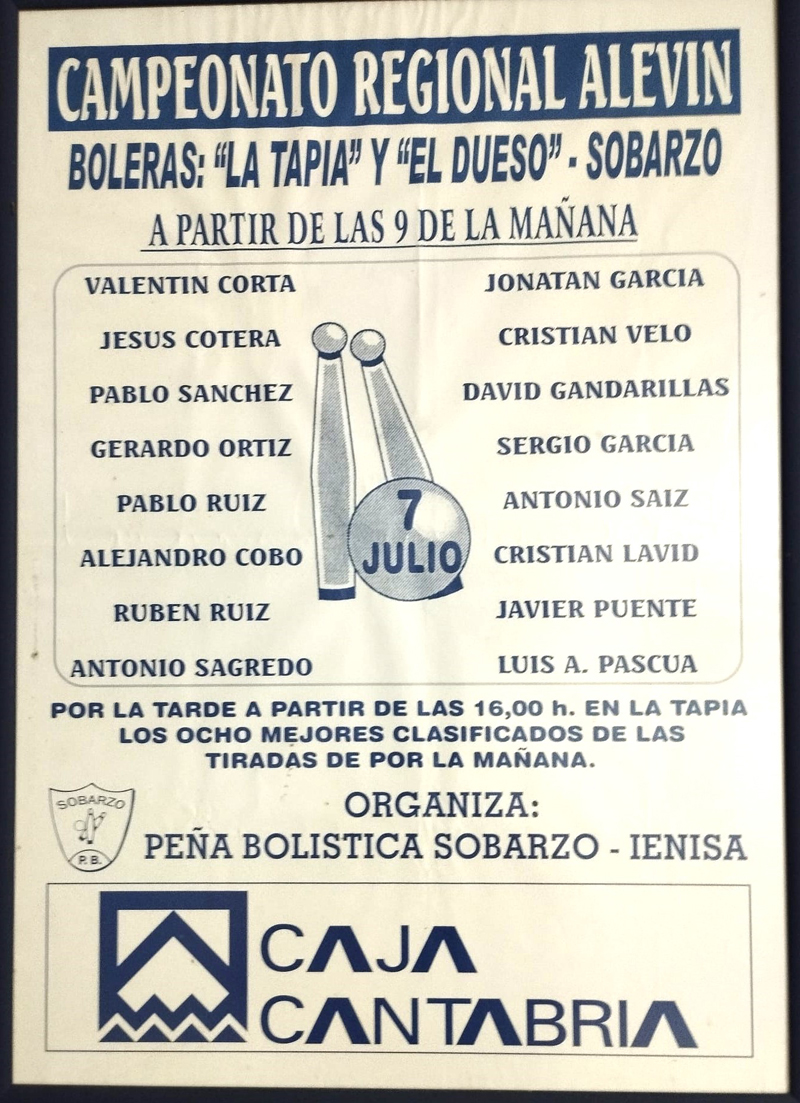 CAMPEONATO REGIONAL ALEVIN
BOLERAS: "LA TAPIA" Y "EL DUESO" - SOBARZO
A PARTIR DE LAS 9 DE LA MAÑANA
VALENTIN CORTA
JESUS COTERA
PABLO SANCHEZ
GERARDO ORTIZ
PABLO RUIZ
ALEJANDRO COBO
RUBEN RUIZ
ANTONIO SAGREDO
7
JULIO
JONATAN GARCIA
CRISTIAN VELO
DAVID GANDARILLAS
SERGIO GARCIA
ANTONIO SAIZ
CRISTIAN LAVID
JAVIER PUENTE
LUIS A. PASCUA
POR LA TARDE A PARTIR DE LAS 16,00 h. EN LA TAPIA
LOS OCHO MEJORES CLASIFICADOS DE LAS
TIRADAS DE POR LA MAÑANA.
SOBARZO
P.B.
ORGANIZA:
PEÑA BOLISTICA SOBARZO - IENISA
CAJA
CANTABRIA